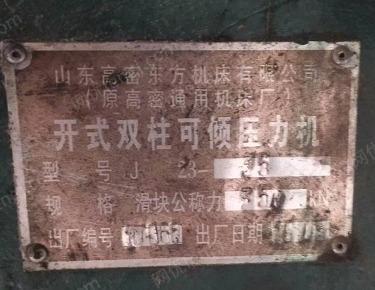 山东高密东方机床有限公司
原高密通用机床厂
开式双柱可倾压力机
型 号 J 23-
规 格 滑块公称力 kN
出厂编号 出厂日期